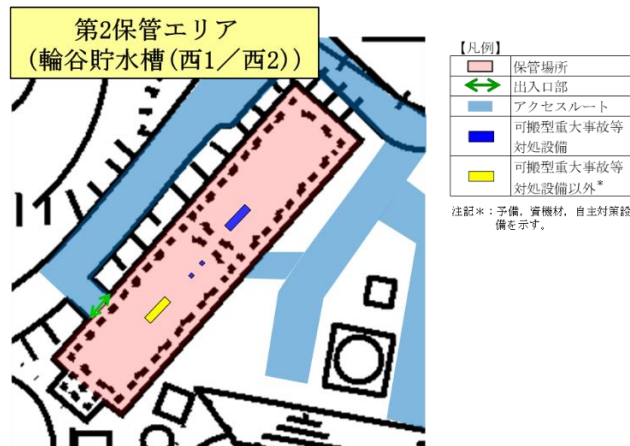 第2保管エリア
(輪谷貯水槽(西1／西2))
【凡例】
保管場所
出入口部
アクセスルート
可搬型重大事故等
対処設備
可搬型重大事故等
対処設備以外*
注記＊：予備，資機材，自主対策設
備を示す。